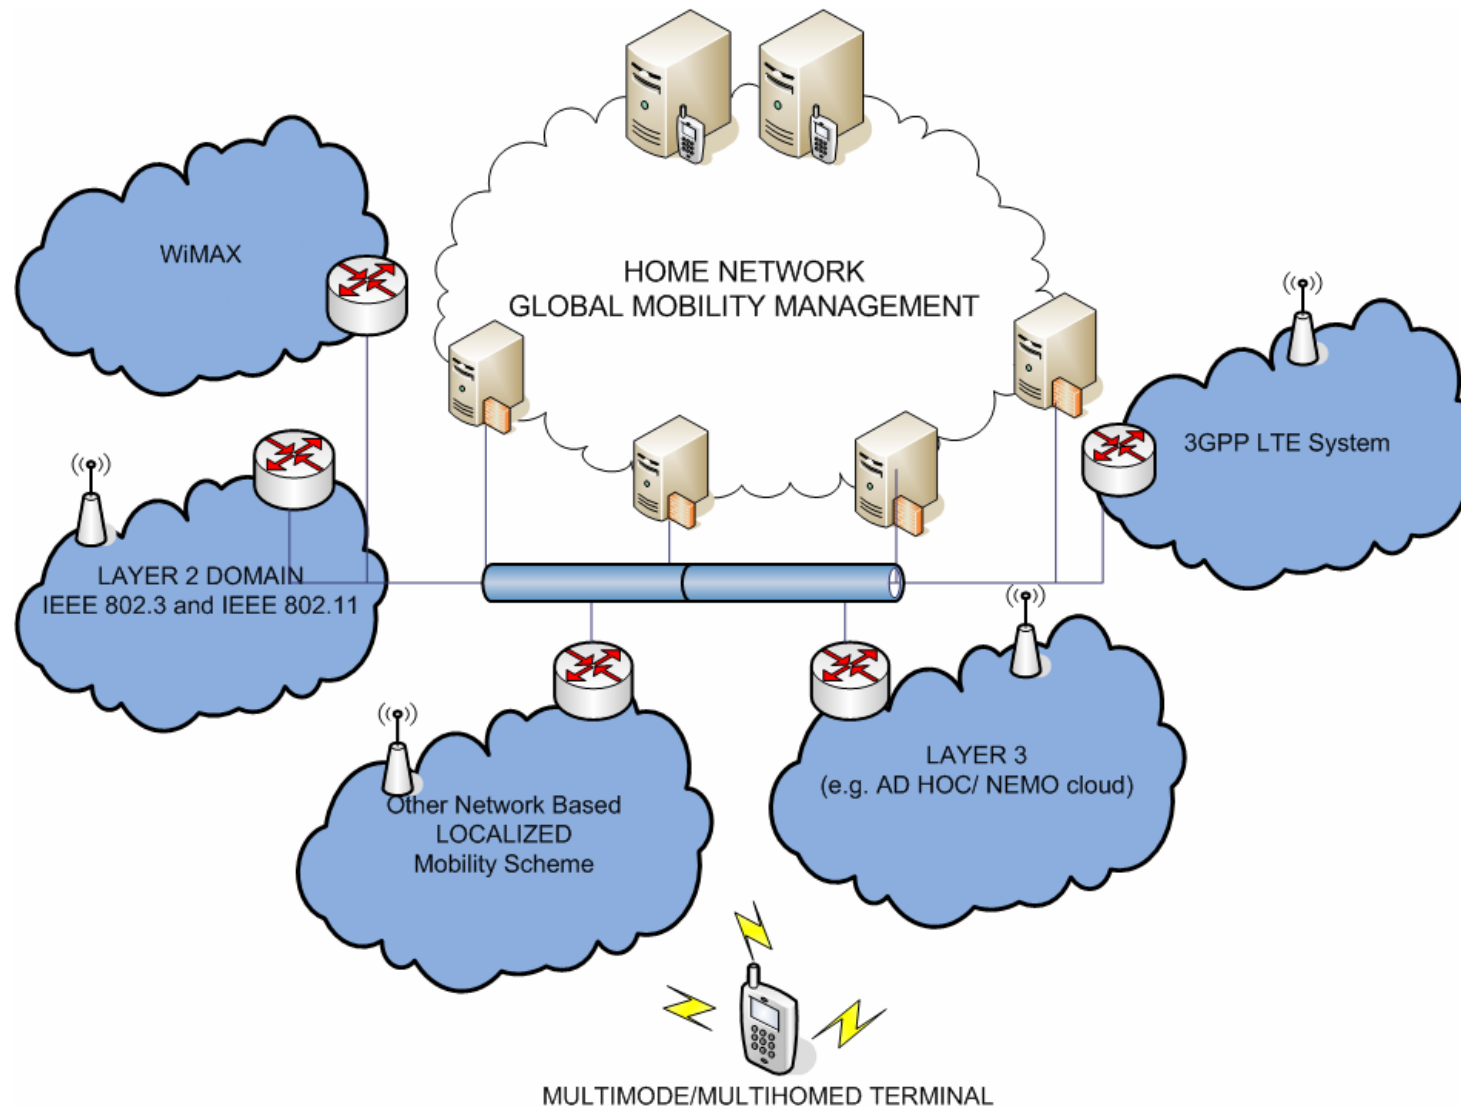 HOME NETWORK
GLOBAL MOBILITY MANAGEMENT
WiMAX
3GPP LTE System
LAYER 2 DOMAIN
IEEE 802.3 and IEEE 802.11
LAYER 3
(e.g. AD HOC/ NEMO cloud)
Other Network Based
LOCALIZED
Mobility Scheme
MULTIMODE/MULTIHOMED TERMINAL